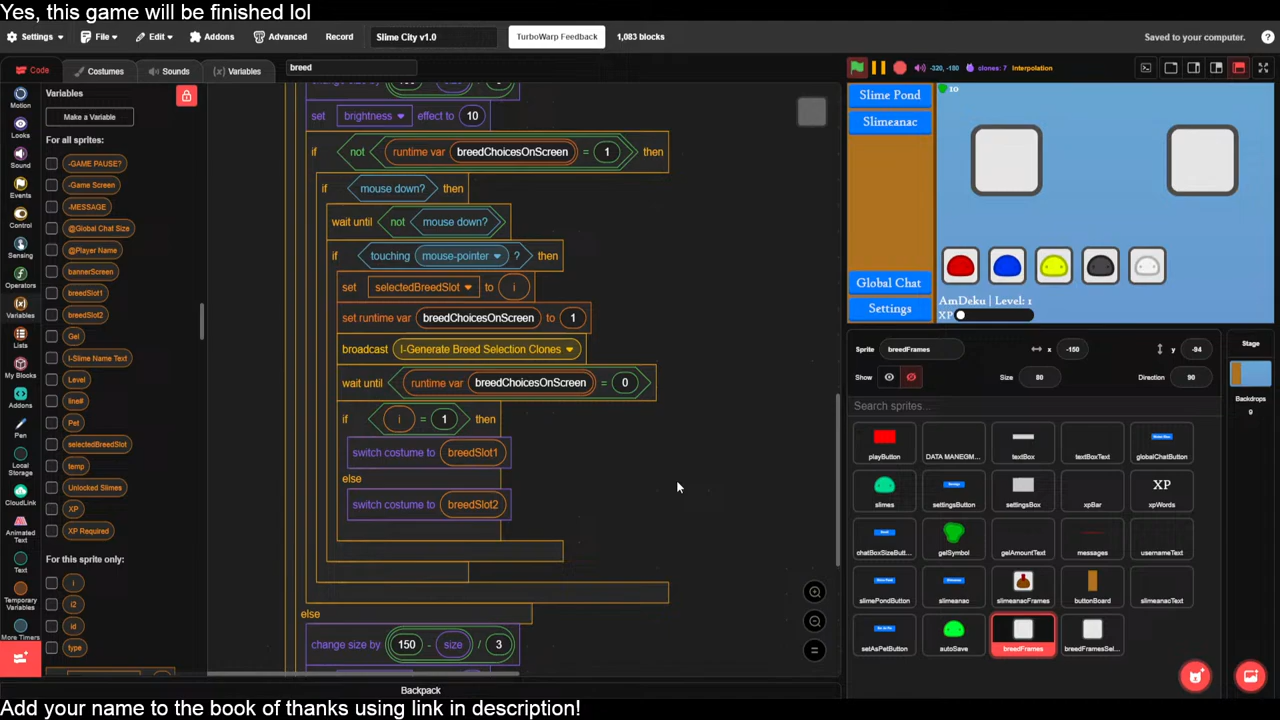 Yes, this game will be finished lol
Settings File Edit Addons Advanced Record Slime City v1.0 TurboWarp Feedback 1,083 blocks Saved to your computer. ?
Code Costumes Sounds Variables breed -320, -180 clones: 7 Interpolation
Motion
Looks
Sound
Events
Control
Sensing
Operators
Variables
Lists
My Blocks
Addons
Pen
Local Storage
CloudLink
Animated Text
Text
Temporary Variables
More Timers
Variables
Make a Variable
For all sprites:
-GAME PAUSE?
-Game Screen
-MESSAGE
@Global Chat Size
@Player Name
bannerScreen
breedSlot1
breedSlot2
Gel
I-Slime Name Text
Level
line#
Pet
selectedBreedSlot
temp
Unlocked Slimes
XP
XP Required
For this sprite only:
i
i2
id
type
set brightness effect to 10
if not runtime var breedChoicesOnScreen = 1 then
if mouse down? then
wait until not mouse down?
if touching mouse-pointer ? then
set selectedBreedSlot to i
set runtime var breedChoicesOnScreen to 1
broadcast !-Generate Breed Selection Clones
wait until runtime var breedChoicesOnScreen = 0
if i = 1 then
switch costume to breedSlot1
else
switch costume to breedSlot2
else
change size by 150 - size / 3
Backpack
Slime Pond
10
Slimeanac
Global Chat
Settings
AmDeku | Level: 1
XP
Sprite breedFrames x -150 y -94
Show Size 80 Direction 90
Search sprites...
playButton DATA MANEGM... textBox textBoxText globalChatButton
slimes settingsButton settingsBox xpBar xpWords
chatBoxSizeButt... gelSymbol gelAmountText messages usernameText
slimePondButton slimeanac slimeanacFrames buttonBoard slimeanacText
setAsPetButton autoSave breedFrames breedFramesSel...
Stage
Backdrops
Add your name to the book of thanks using link in description!